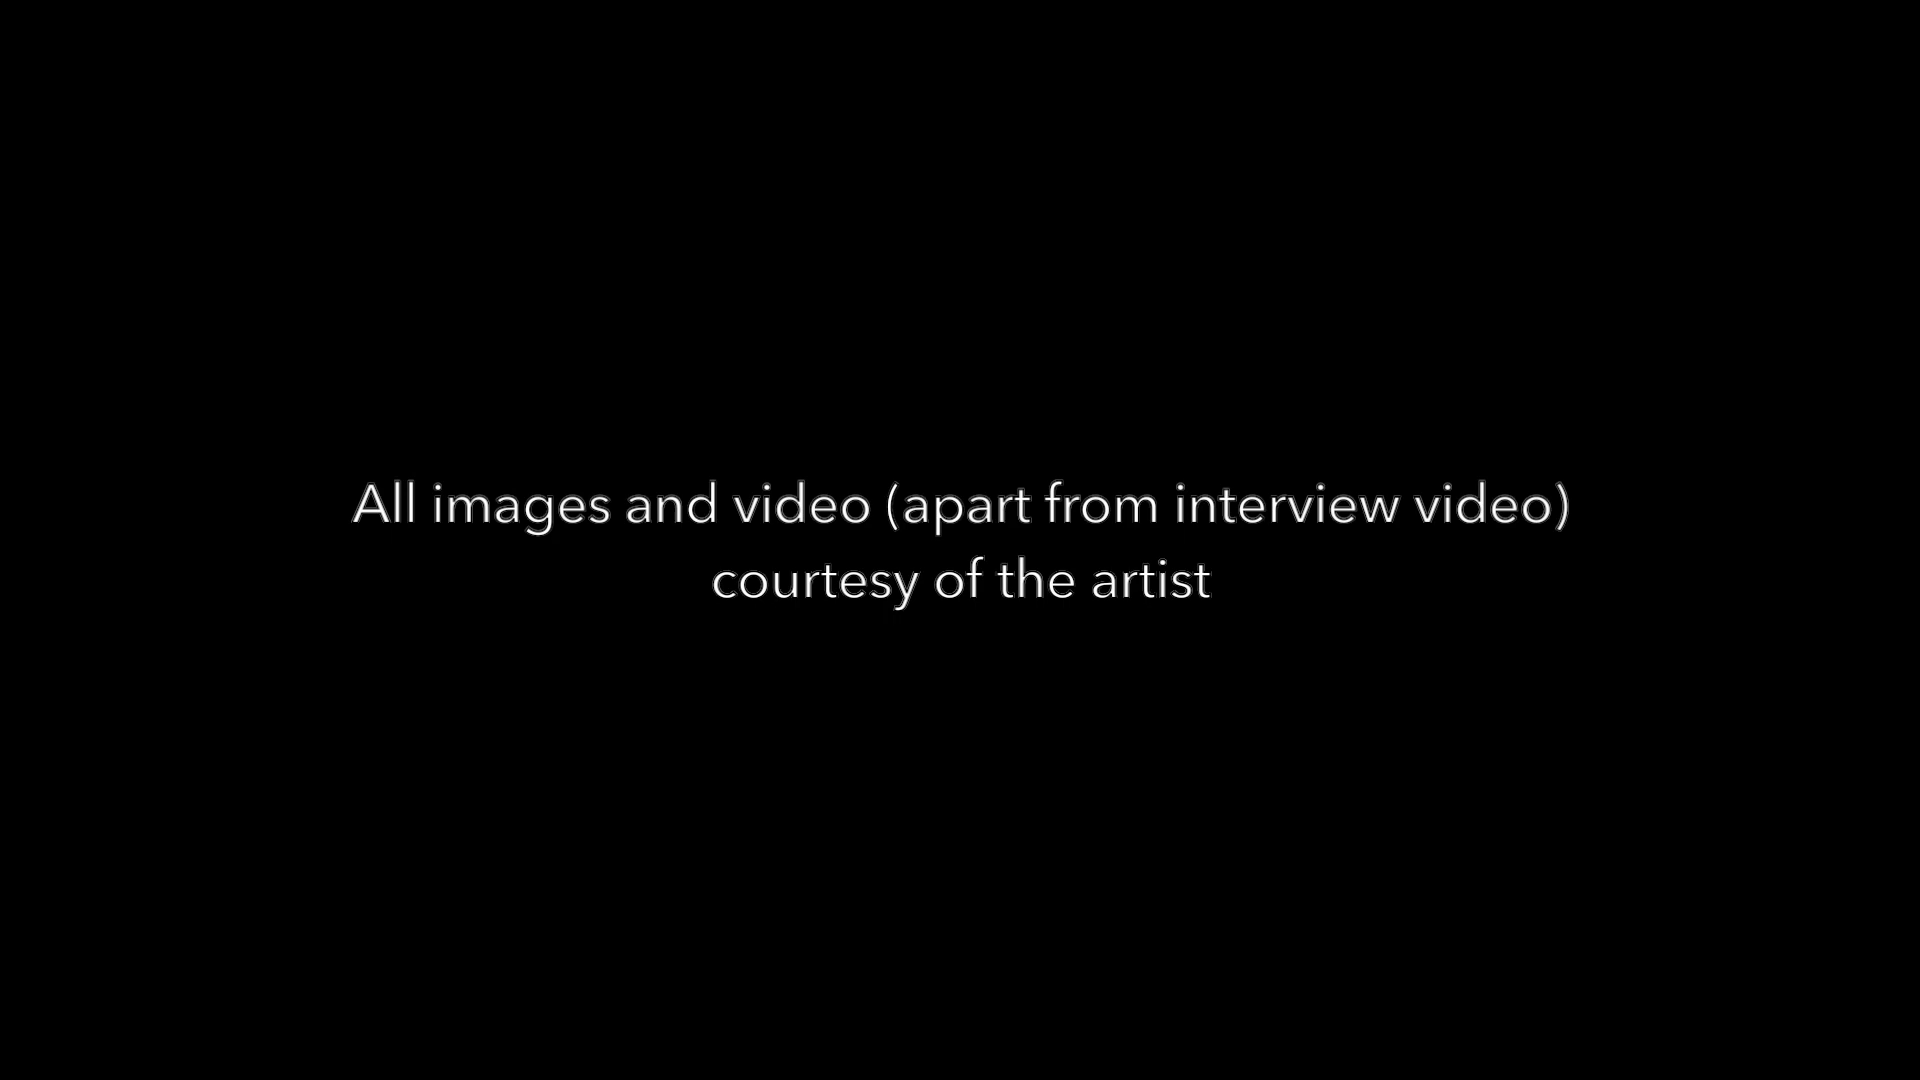 All images and video (apart from interview video)
courtesy of the artist